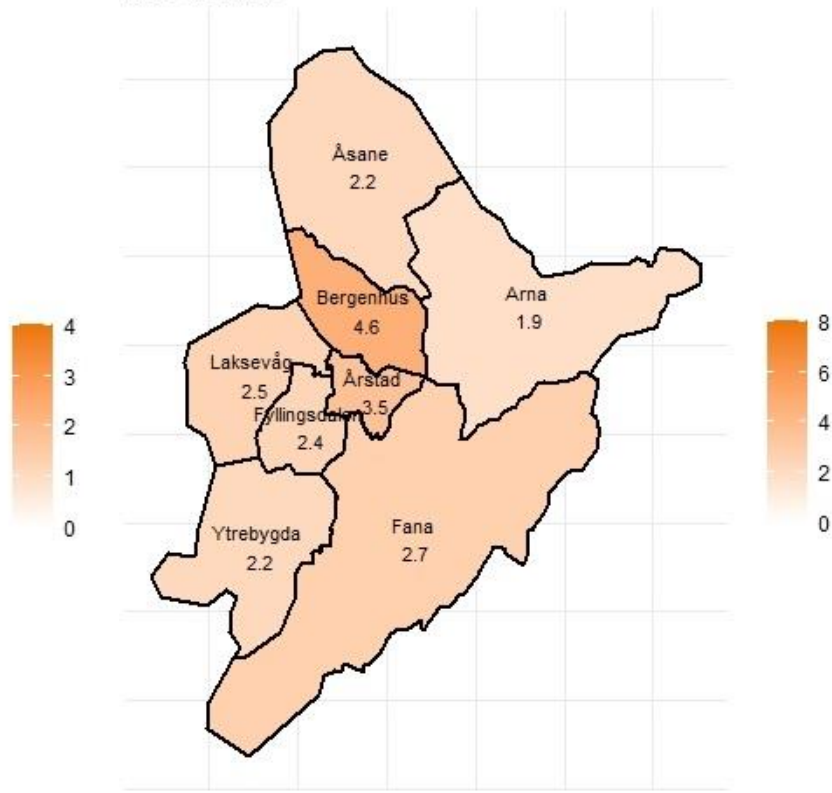 Åsane
2.2
Bergenhus
4.6
Arna
1.9
Laksevåg
2.5
Årstad
3.5
Fyllingsdalen
2.4
Ytrebygda
2.2
Fana
2.7
4
3
2
1
0
8
6
4
2
0